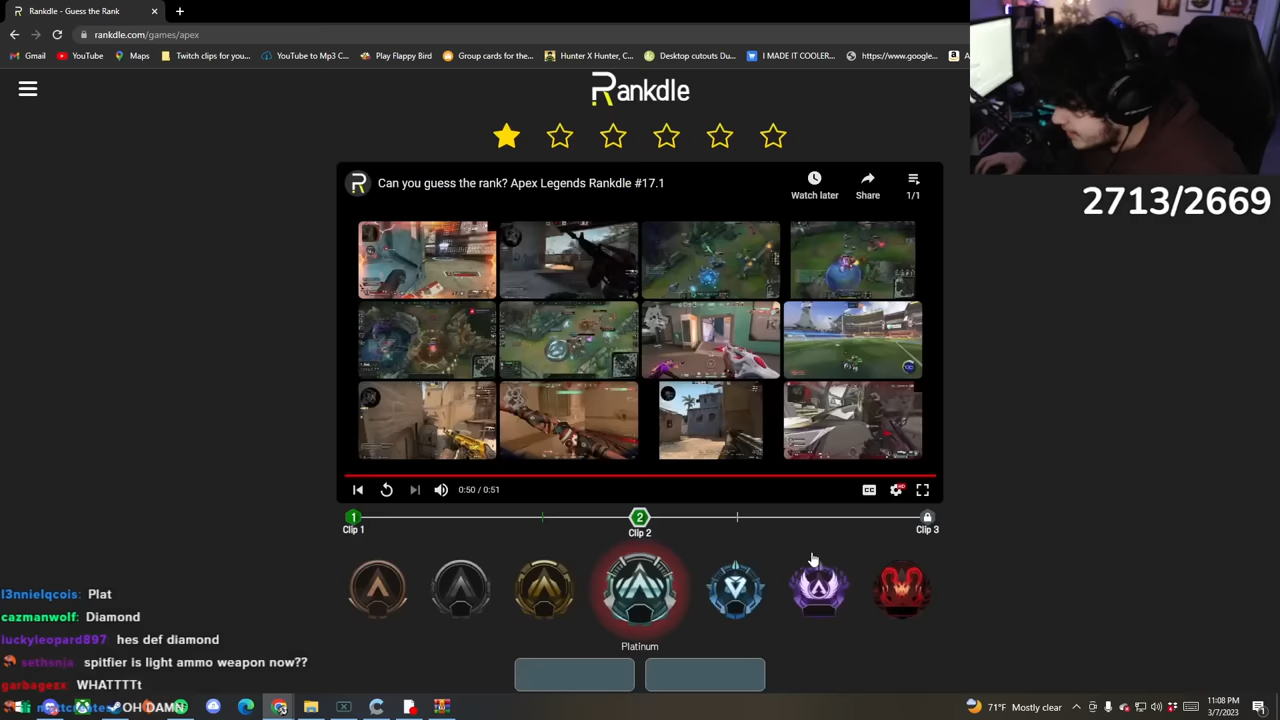 Rankdle - Guess the Rank
rankdle.com/games/apex
Gmail YouTube Maps Twitch clips for you... YouTube to Mp3 C... Play Flappy Bird Group cards for the... Hunter X Hunter, C... Desktop cutouts Du... I MADE IT COOLER... https://www.google...
Rankdle
2713/2669
Can you guess the rank? Apex Legends Rankdle #17.1
Watch later Share 1/1
0:50 / 0:51
1 2
Clip 1 Clip 2 Clip 3
l3nnielqcois: Plat
cazmanwolf: Diamond
luckyleopard897: hes def diamond
sethsnja: spitfier is light ammo weapon now??
garbagezx: WHATTTTt
OH DAMN
Platinum
71°F Mostly clear
11:08 PM
3/7/2023